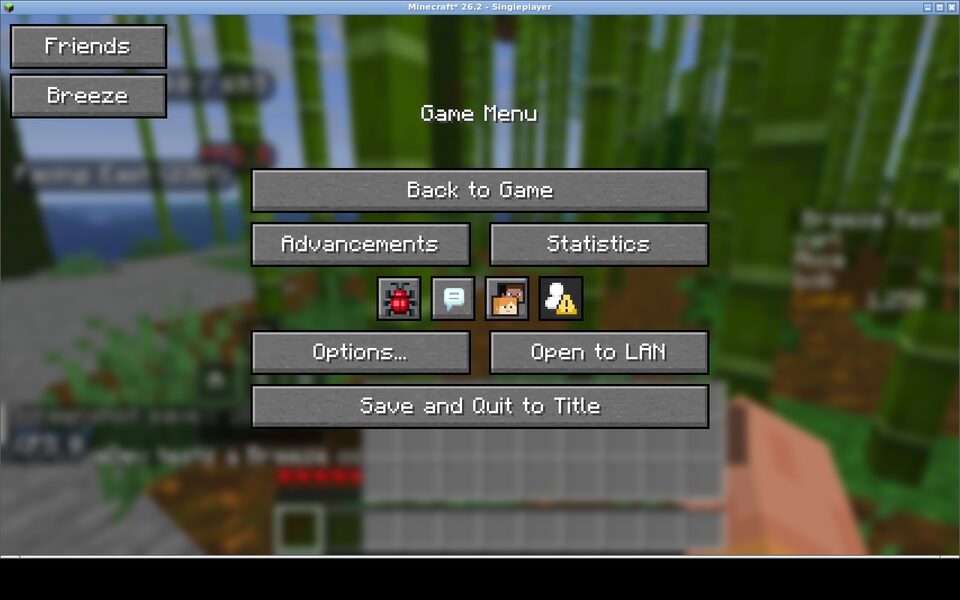 Minecraft* 26.2 - Singleplayer
Friends
Breeze
Game Menu
Back to Game
Advancements
Statistics
Options...
Open to LAN
Save and Quit to Title